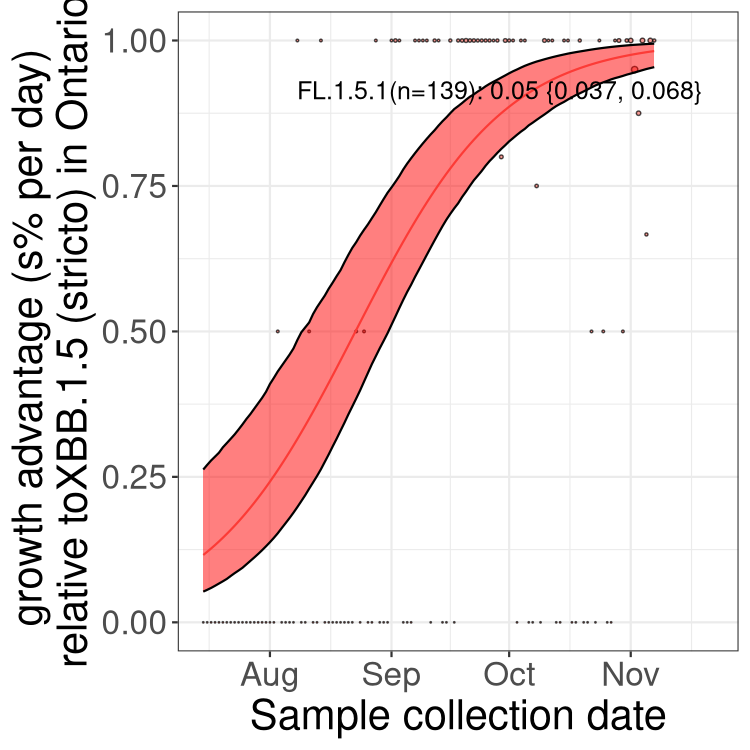 growth advantage (s% per day)
relative toXBB.1.5 (stricto) in Ontario
1.00
0.75
0.50
0.25
0.00
FL.1.5.1(n=139): 0.05 {0.037, 0.068}
Aug Sep Oct Nov
Sample collection date